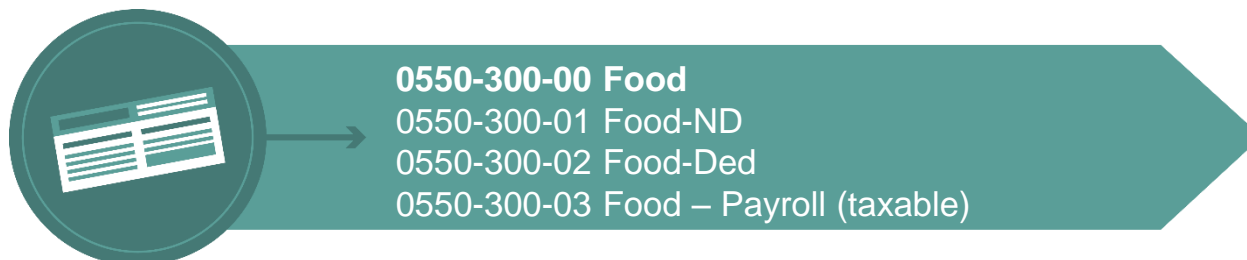 0550-300-00 Food
0550-300-01 Food-ND
0550-300-02 Food-Ded
0550-300-03 Food – Payroll (taxable)